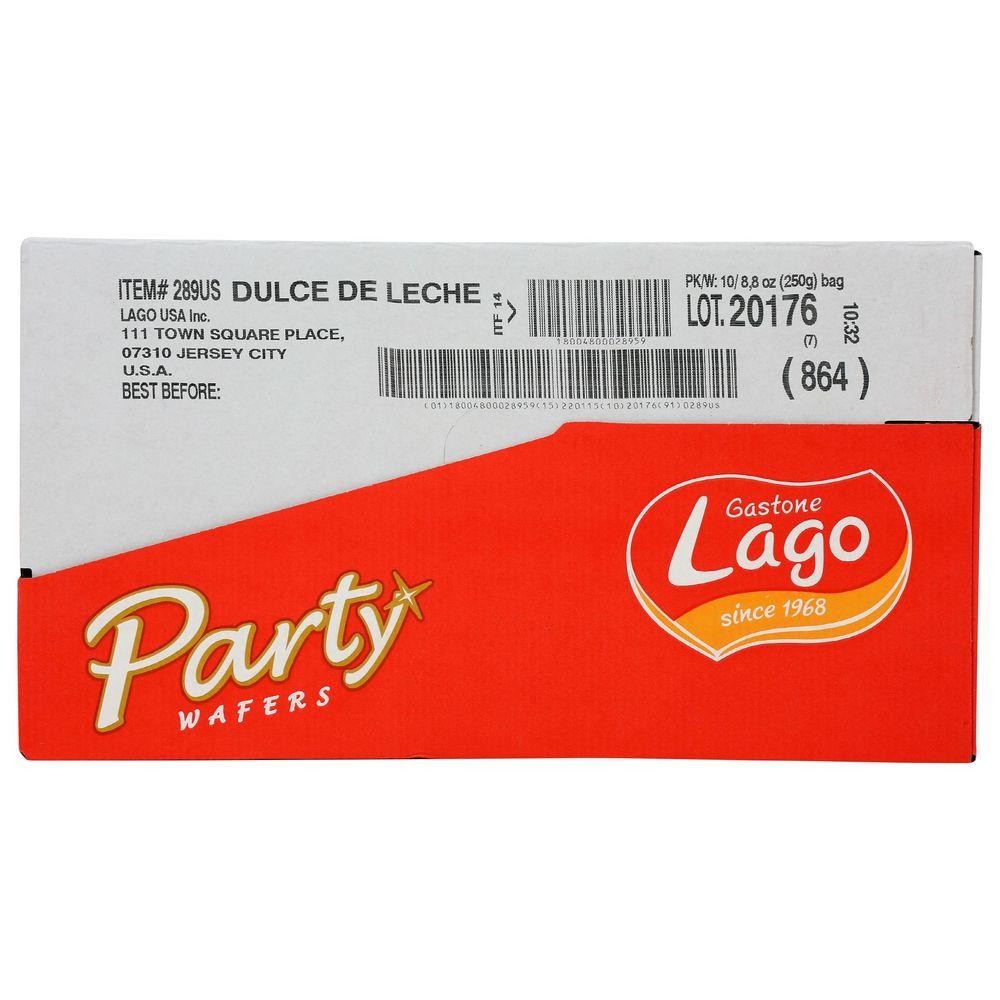 ITEM# 289US DULCE DE LECHE
LAGO USA Inc.
111 TOWN SQUARE PLACE,
07310 JERSEY CITY
U.S.A.
BEST BEFORE:
ITF 14
18004800028959
(01)18004800028959(15)220115(10)20176(91)0289US
PK/W: 10/ 8,8 oz (250g) bag
LOT. 20176
(7)
10:32
(864)
Gastone
Lago
since 1968
Party
WAFERS